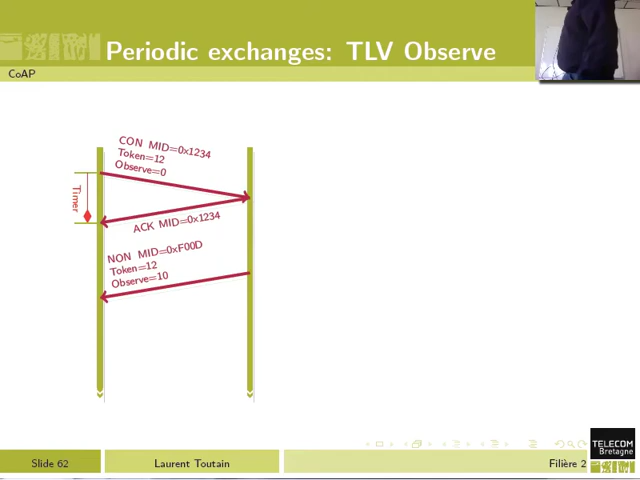 Periodic exchanges: TLV Observe
CoAP
CON MID=0x1234
Token=12
Observe=0
Timer
ACK MID=0x1234
NON MID=0xF00D
Token=12
Observe=10
TELECOM
Bretagne
Slide 62
Laurent Toutain
Filière 2